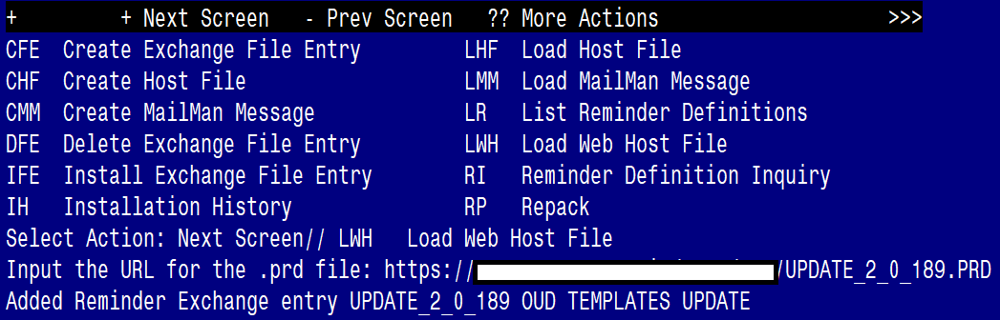 + + Next Screen - Prev Screen ?? More Actions >>>
CFE Create Exchange File Entry LHF Load Host File
CHF Create Host File LMM Load MailMan Message
CMM Create MailMan Message LR List Reminder Definitions
DFE Delete Exchange File Entry LWH Load Web Host File
IFE Install Exchange File Entry RI Reminder Definition Inquiry
IH Installation History RP Repack
Select Action: Next Screen// LWH Load Web Host File
Input the URL for the .prd file: https:// /UPDATE_2_0_189.PRD
Added Reminder Exchange entry UPDATE_2_0_189 OUD TEMPLATES UPDATE